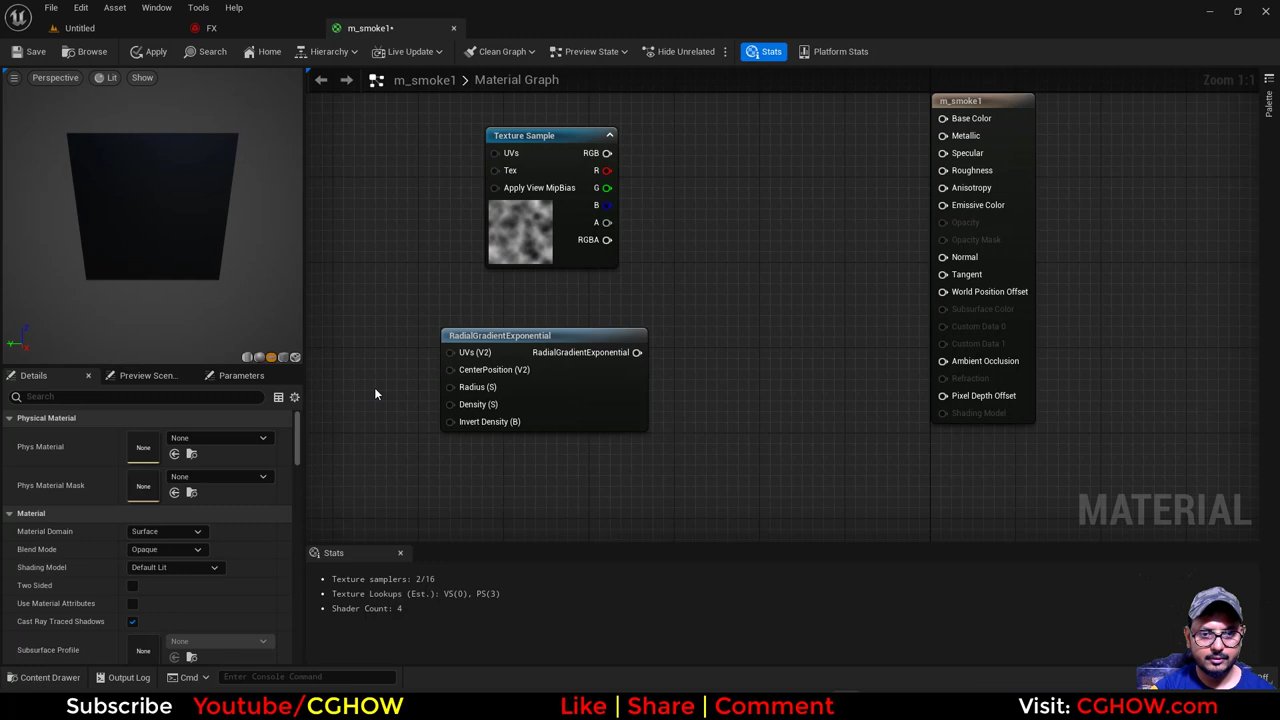 File Edit Asset Window Tools Help
Untitled FX m_smoke1•
Save Browse Apply Search Home Hierarchy Live Update Clean Graph Preview State Hide Unrelated Stats Platform Stats
Perspective Lit Show
m_smoke1 > Material Graph
Zoom 1:1
Palette
Texture Sample
UVs RGB
Tex R
Apply View MipBias G
B
A
RGBA
RadialGradientExponential
UVs (V2) RadialGradientExponential
CenterPosition (V2)
Radius (S)
Density (S)
Invert Density (B)
m_smoke1
Base Color
Metallic
Specular
Roughness
Anisotropy
Emissive Color
Opacity
Opacity Mask
Normal
Tangent
World Position Offset
Subsurface Color
Custom Data 0
Custom Data 1
Ambient Occlusion
Refraction
Pixel Depth Offset
Shading Model
MATERIAL
Details Preview Scen... Parameters
Search
Physical Material
Phys Material None None
Phys Material Mask None None
Material
Material Domain Surface
Blend Mode Opaque
Shading Model Default Lit
Two Sided
Use Material Attributes
Cast Ray Traced Shadows
Subsurface Profile None None
Stats
Texture samplers: 2/16
Texture Lookups (Est.): VS(0), PS(3)
Shader Count: 4
Content Drawer Output Log Cmd Enter Console Command
Subscribe Youtube/CGHOW Like | Share | Comment Visit: CGHOW.com